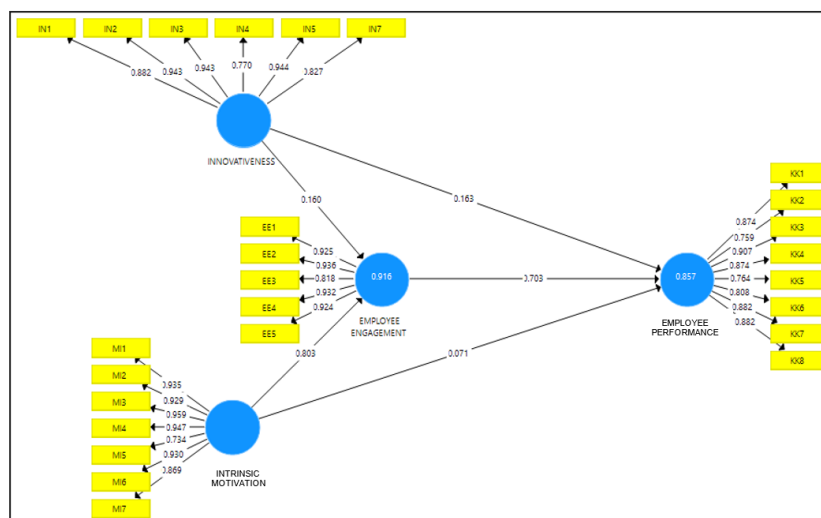 IN1 IN2 IN3 IN4 IN5 IN7
0.882 0.943 0.943 0.770 0.944 0.827
INNOVATIVENESS
0.160
0.163
EE1
EE2
EE3
EE4
EE5
0.925
0.936
0.818
0.932
0.924
0.916
EMPLOYEE
ENGAGEMENT
0.703
0.857
EMPLOYEE
PERFORMANCE
KK1
KK2
KK3
KK4
KK5
KK6
KK7
KK8
0.874
0.759
0.907
0.874
0.764
0.808
0.882
0.882
0.803
0.071
MI1
MI2
MI3
MI4
MI5
MI6
MI7
0.935
0.929
0.959
0.947
0.734
0.930
0.869
INTRINSIC
MOTIVATION